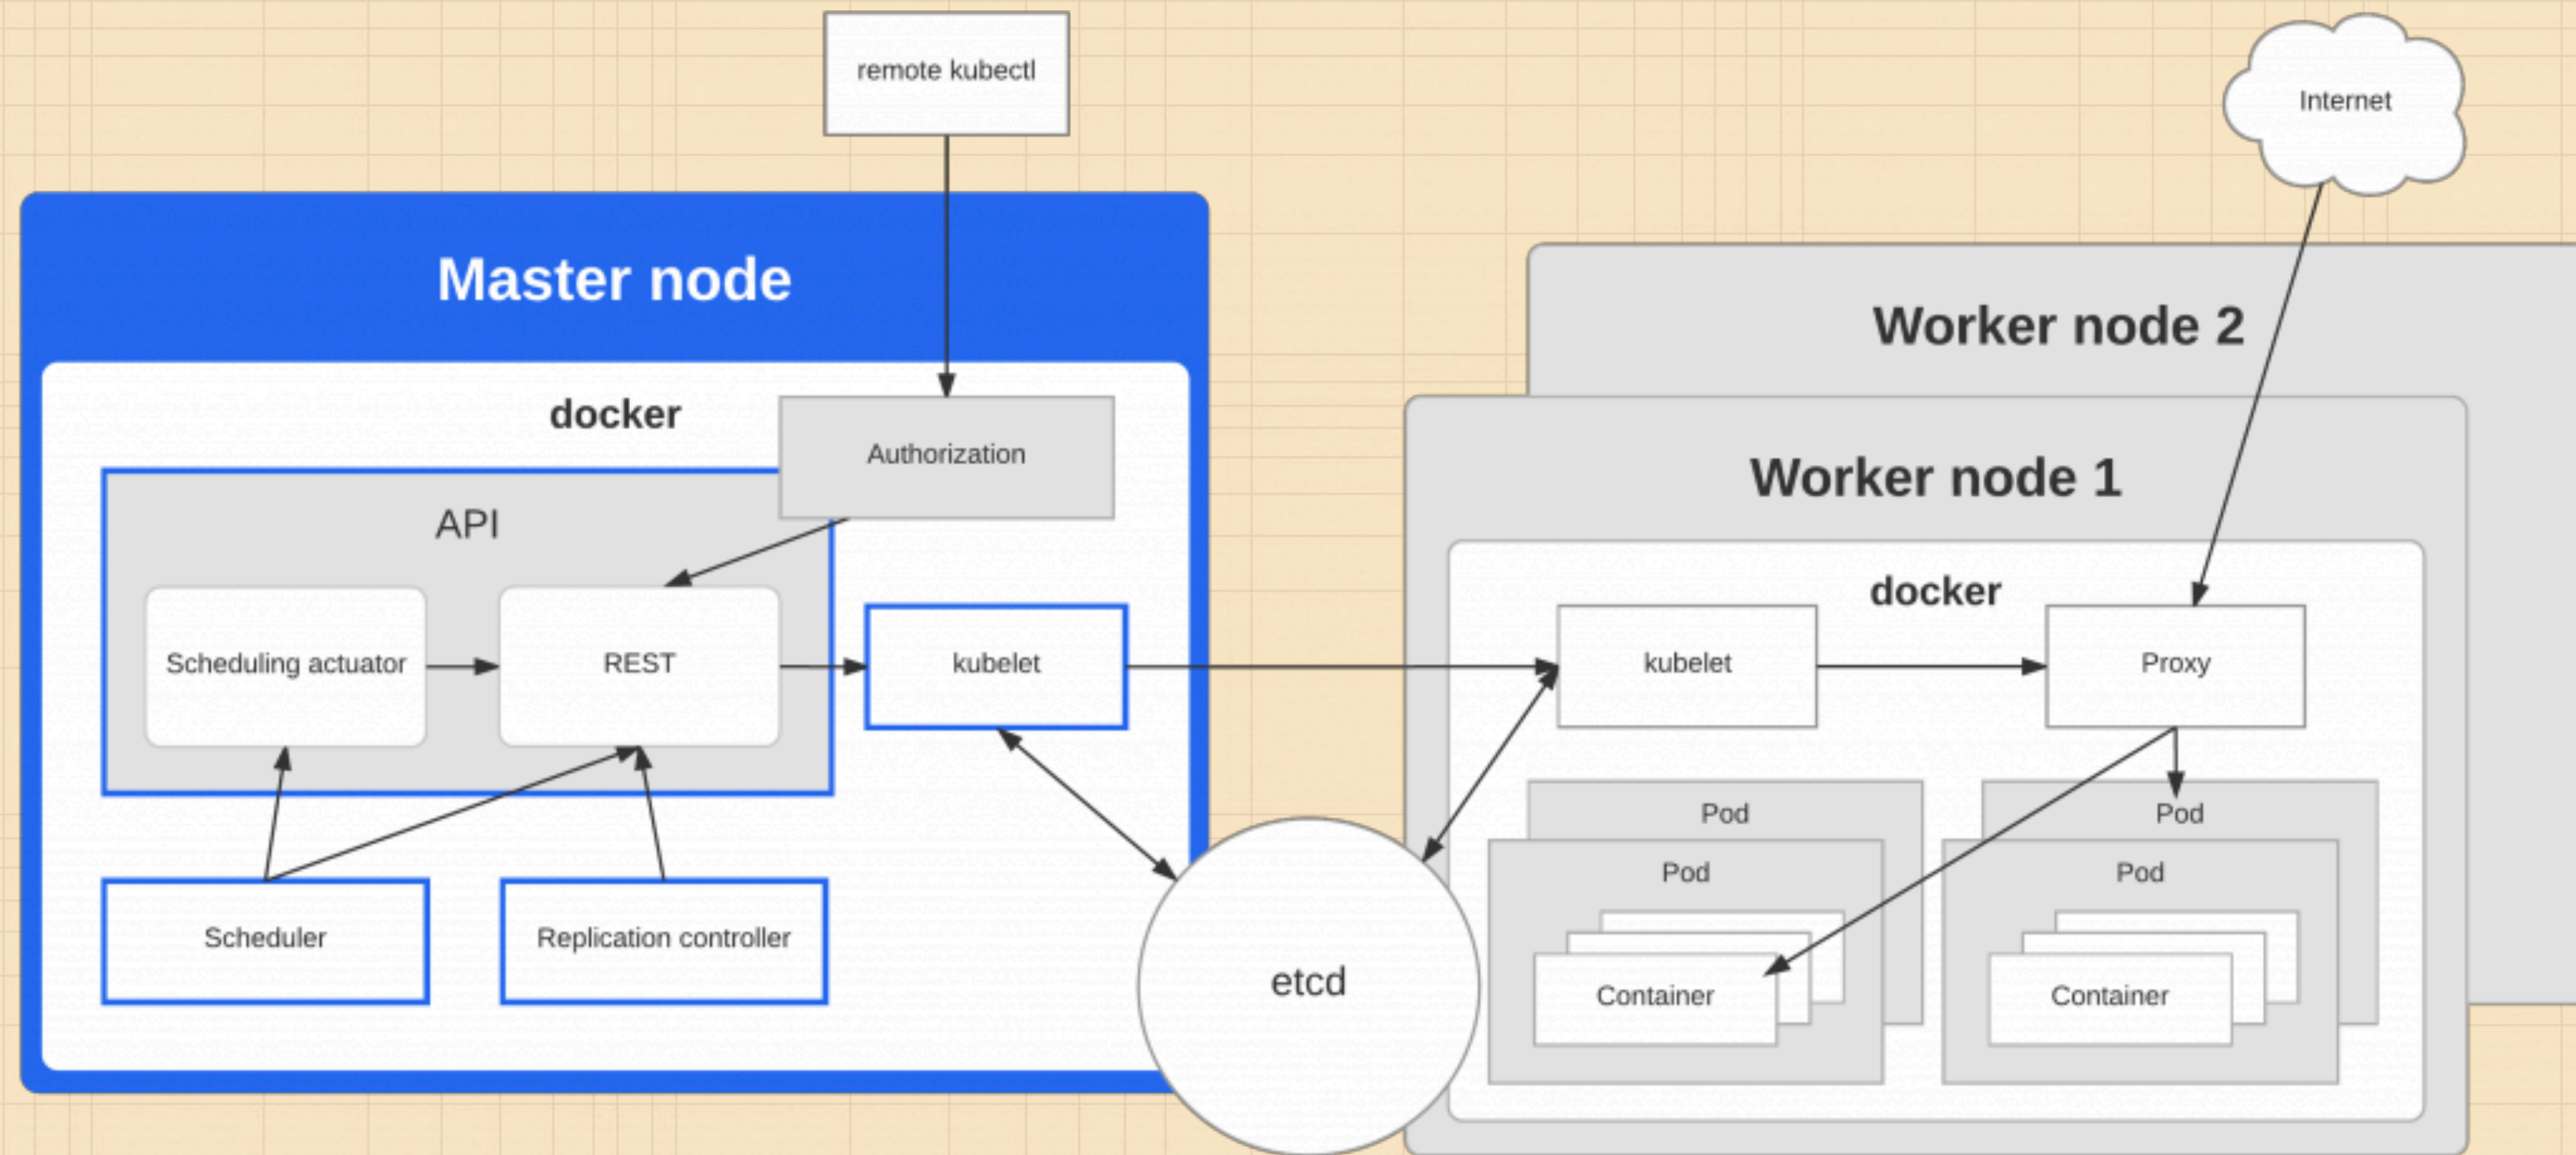 remote kubectl
Internet
Master node
Worker node 2
docker
Authorization
Worker node 1
API
docker
Scheduling actuator
REST
kubelet
kubelet
Proxy
Pod
Pod
Pod
Pod
Scheduler
Replication controller
etcd
Container
Container